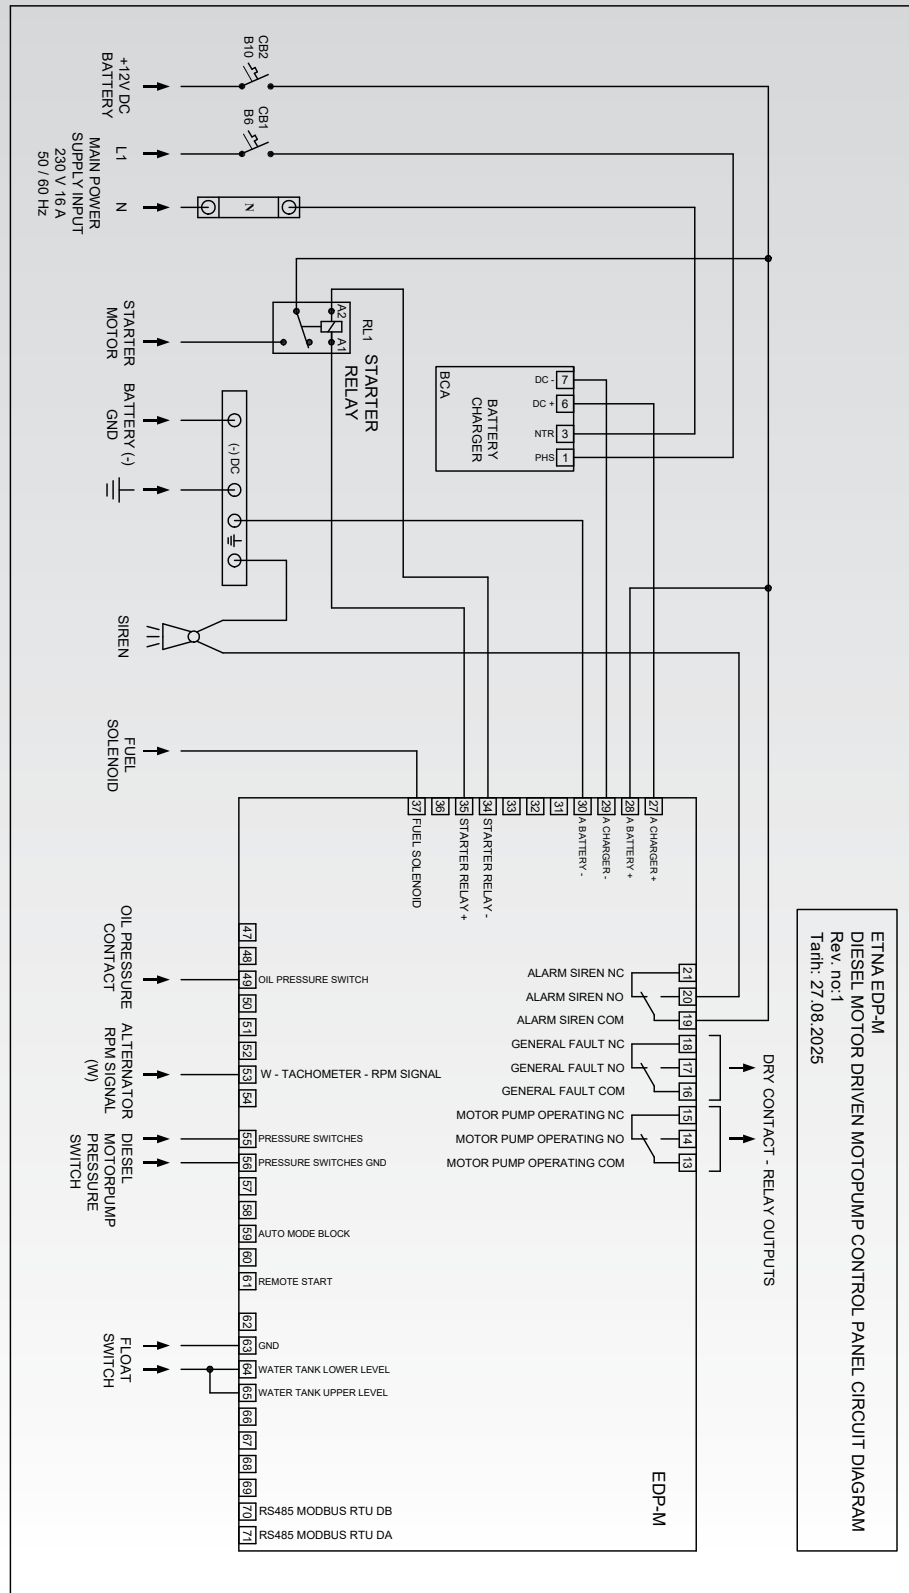 ETNA EDP-M
DIESEL MOTOR DRIVEN MOTOPUMP CONTROL PANEL CIRCUIT DIAGRAM
Rev. no:1
Tarih: 27.08.2025
CB2
B10
+12V DC
BATTERY
CB1
B6
L1
N
MAIN POWER
SUPPLY INPUT
230 V 16 A
50 / 60 Hz
N
A2
A1
RL1
STARTER
RELAY
STARTER
MOTOR
BATTERY (-)
GND
(-) DC
BCA
BATTERY
CHARGER
DC - 7
DC + 6
NTR 3
PHS 1
SIREN
FUEL
SOLENOID
37 FUEL SOLENOID
36
35 STARTER RELAY +
34 STARTER RELAY -
33
32
31
30 A BATTERY -
29 A CHARGER -
28 A BATTERY +
27 A CHARGER +
ALARM SIREN NC 21
ALARM SIREN NO 20
ALARM SIREN COM 19
GENERAL FAULT NC 18
GENERAL FAULT NO 17
GENERAL FAULT COM 16
MOTOR PUMP OPERATING NC 15
MOTOR PUMP OPERATING NO 14
MOTOR PUMP OPERATING COM 13
DRY CONTACT - RELAY OUTPUTS
OIL PRESSURE
CONTACT
ALTERNATOR
RPM SIGNAL
(W)
DIESEL
MOTORPUMP
PRESSURE
SWITCH
FLOAT
SWITCH
47
48
49 OIL PRESSURE SWITCH
50
51
52
53 W - TACHOMETER - RPM SIGNAL
54
55 PRESSURE SWITCHES
56 PRESSURE SWITCHES GND
57
58
59 AUTO MODE BLOCK
60
61 REMOTE START
62
63 GND
64 WATER TANK LOWER LEVEL
65 WATER TANK UPPER LEVEL
66
67
68
69
70 RS485 MODBUS RTU DB
71 RS485 MODBUS RTU DA
EDP-M